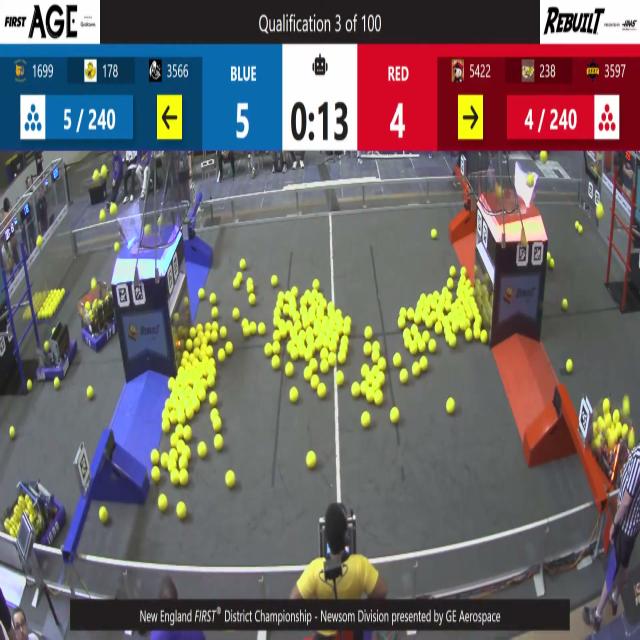 FIRST AGE
Qualification 3 of 100
REBUILT
1699 178 3566 BLUE RED 5422 238 3597
5 / 240 5 0:13 4 4 / 240
REBUILT
New England FIRST® District Championship - Newsom Division presented by GE Aerospace